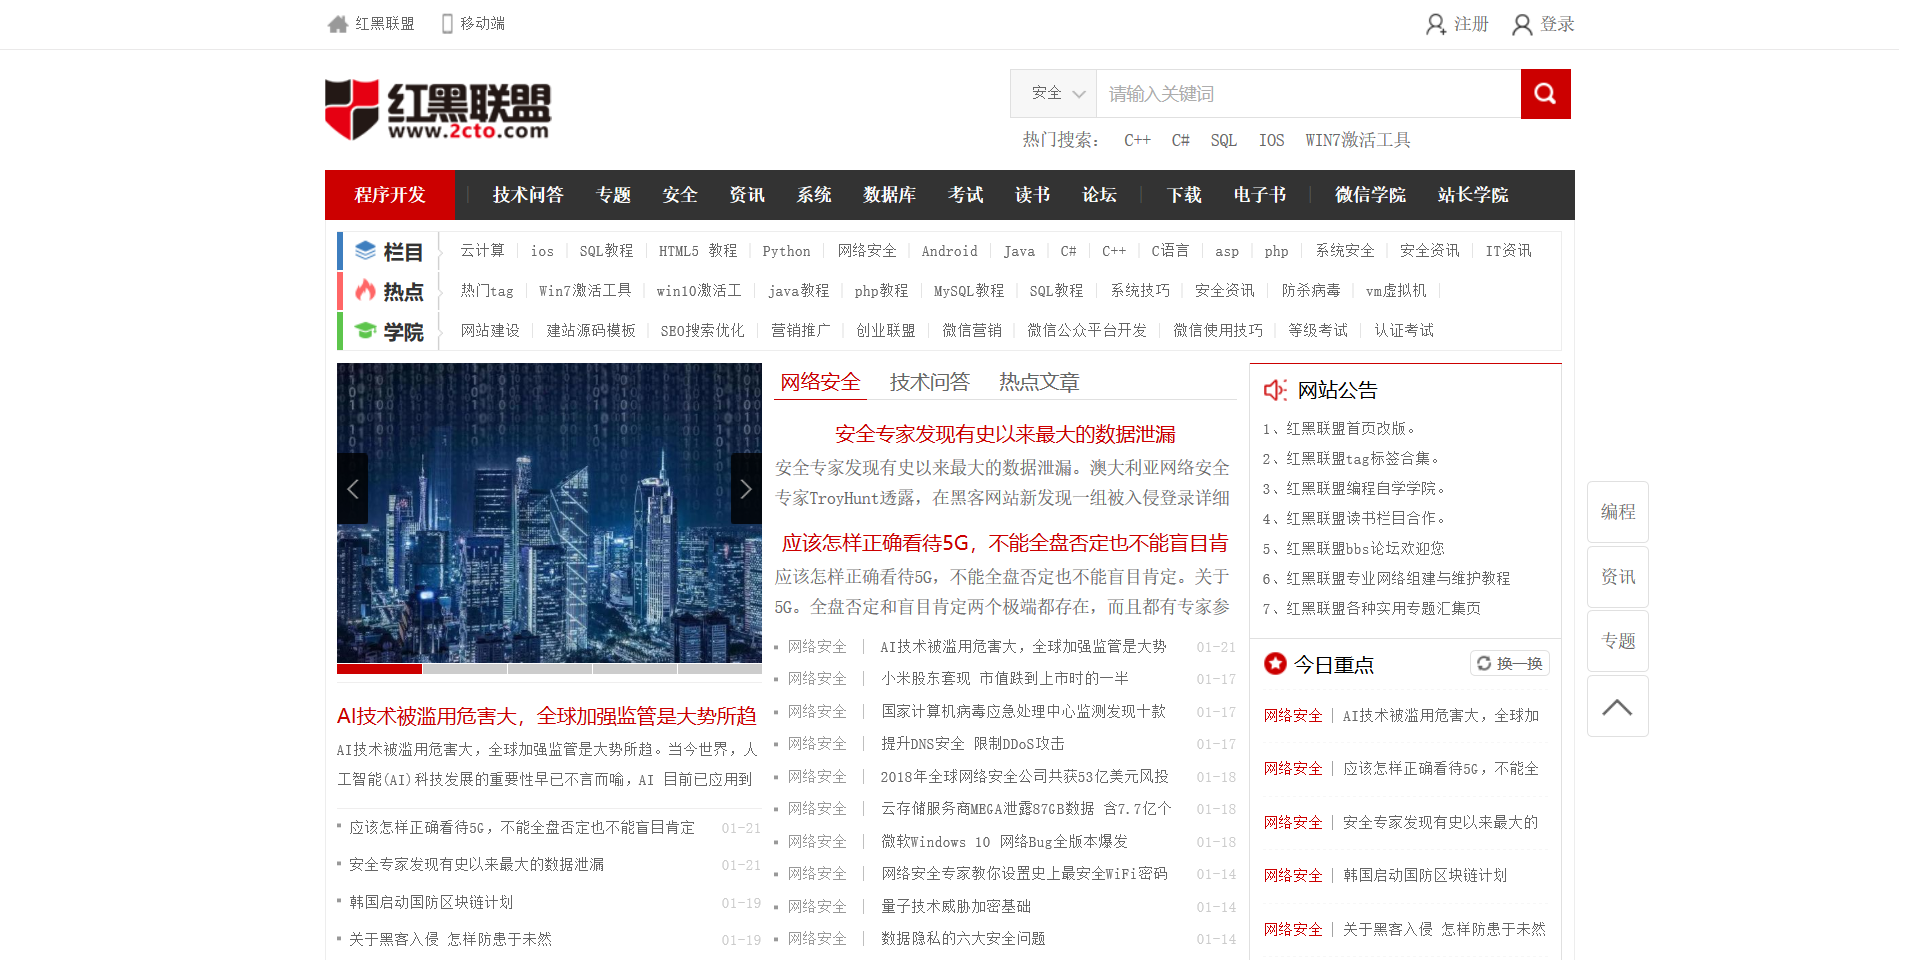 红黑联盟 移动端 注册 登录
红黑联盟
www.2cto.com
安全 请输入关键词
热门搜索： C++ C# SQL IOS WIN7激活工具
程序开发 技术问答 专题 安全 资讯 系统 数据库 考试 读书 论坛 下载 电子书 微信学院 站长学院
栏目 云计算 ios SQL教程 HTML5 教程 Python 网络安全 Android Java C# C++ C语言 asp php 系统安全 安全资讯 IT资讯
热点 热门tag Win7激活工具 win10激活工 java教程 php教程 MySQL教程 SQL教程 系统技巧 安全资讯 防杀病毒 vm虚拟机
学院 网站建设 建站源码模板 SEO搜索优化 营销推广 创业联盟 微信营销 微信公众平台开发 微信使用技巧 等级考试 认证考试
AI技术被滥用危害大，全球加强监管是大势所趋
AI技术被滥用危害大，全球加强监管是大势所趋。当今世界，人
工智能(AI)科技发展的重要性早已不言而喻，AI 目前已应用到
应该怎样正确看待5G，不能全盘否定也不能盲目肯定 01-21
安全专家发现有史以来最大的数据泄漏 01-21
韩国启动国防区块链计划 01-19
关于黑客入侵 怎样防患于未然 01-19
网络安全 技术问答 热点文章
安全专家发现有史以来最大的数据泄漏
安全专家发现有史以来最大的数据泄漏。澳大利亚网络安全
专家TroyHunt透露，在黑客网站新发现一组被入侵登录详细
应该怎样正确看待5G，不能全盘否定也不能盲目肯
应该怎样正确看待5G，不能全盘否定也不能盲目肯定。关于
5G。全盘否定和盲目肯定两个极端都存在，而且都有专家参
网络安全 | AI技术被滥用危害大，全球加强监管是大势 01-21
网络安全 | 小米股东套现 市值跌到上市时的一半 01-17
网络安全 | 国家计算机病毒应急处理中心监测发现十款 01-17
网络安全 | 提升DNS安全 限制DDoS攻击 01-17
网络安全 | 2018年全球网络安全公司共获53亿美元风投 01-18
网络安全 | 云存储服务商MEGA泄露87GB数据 含7.7亿个 01-18
网络安全 | 微软Windows 10 网络Bug全版本爆发 01-18
网络安全 | 网络安全专家教你设置史上最安全WiFi密码 01-14
网络安全 | 量子技术威胁加密基础 01-14
网络安全 | 数据隐私的六大安全问题 01-14
网站公告
1、红黑联盟首页改版。
2、红黑联盟tag标签合集。
3、红黑联盟编程自学学院。
4、红黑联盟读书栏目合作。
5、红黑联盟bbs论坛欢迎您
6、红黑联盟专业网络组建与维护教程
7、红黑联盟各种实用专题汇集页
今日重点 换一换
网络安全 | AI技术被滥用危害大，全球加
网络安全 | 应该怎样正确看待5G，不能全
网络安全 | 安全专家发现有史以来最大的
网络安全 | 韩国启动国防区块链计划
网络安全 | 关于黑客入侵 怎样防患于未然
编程
资讯
专题